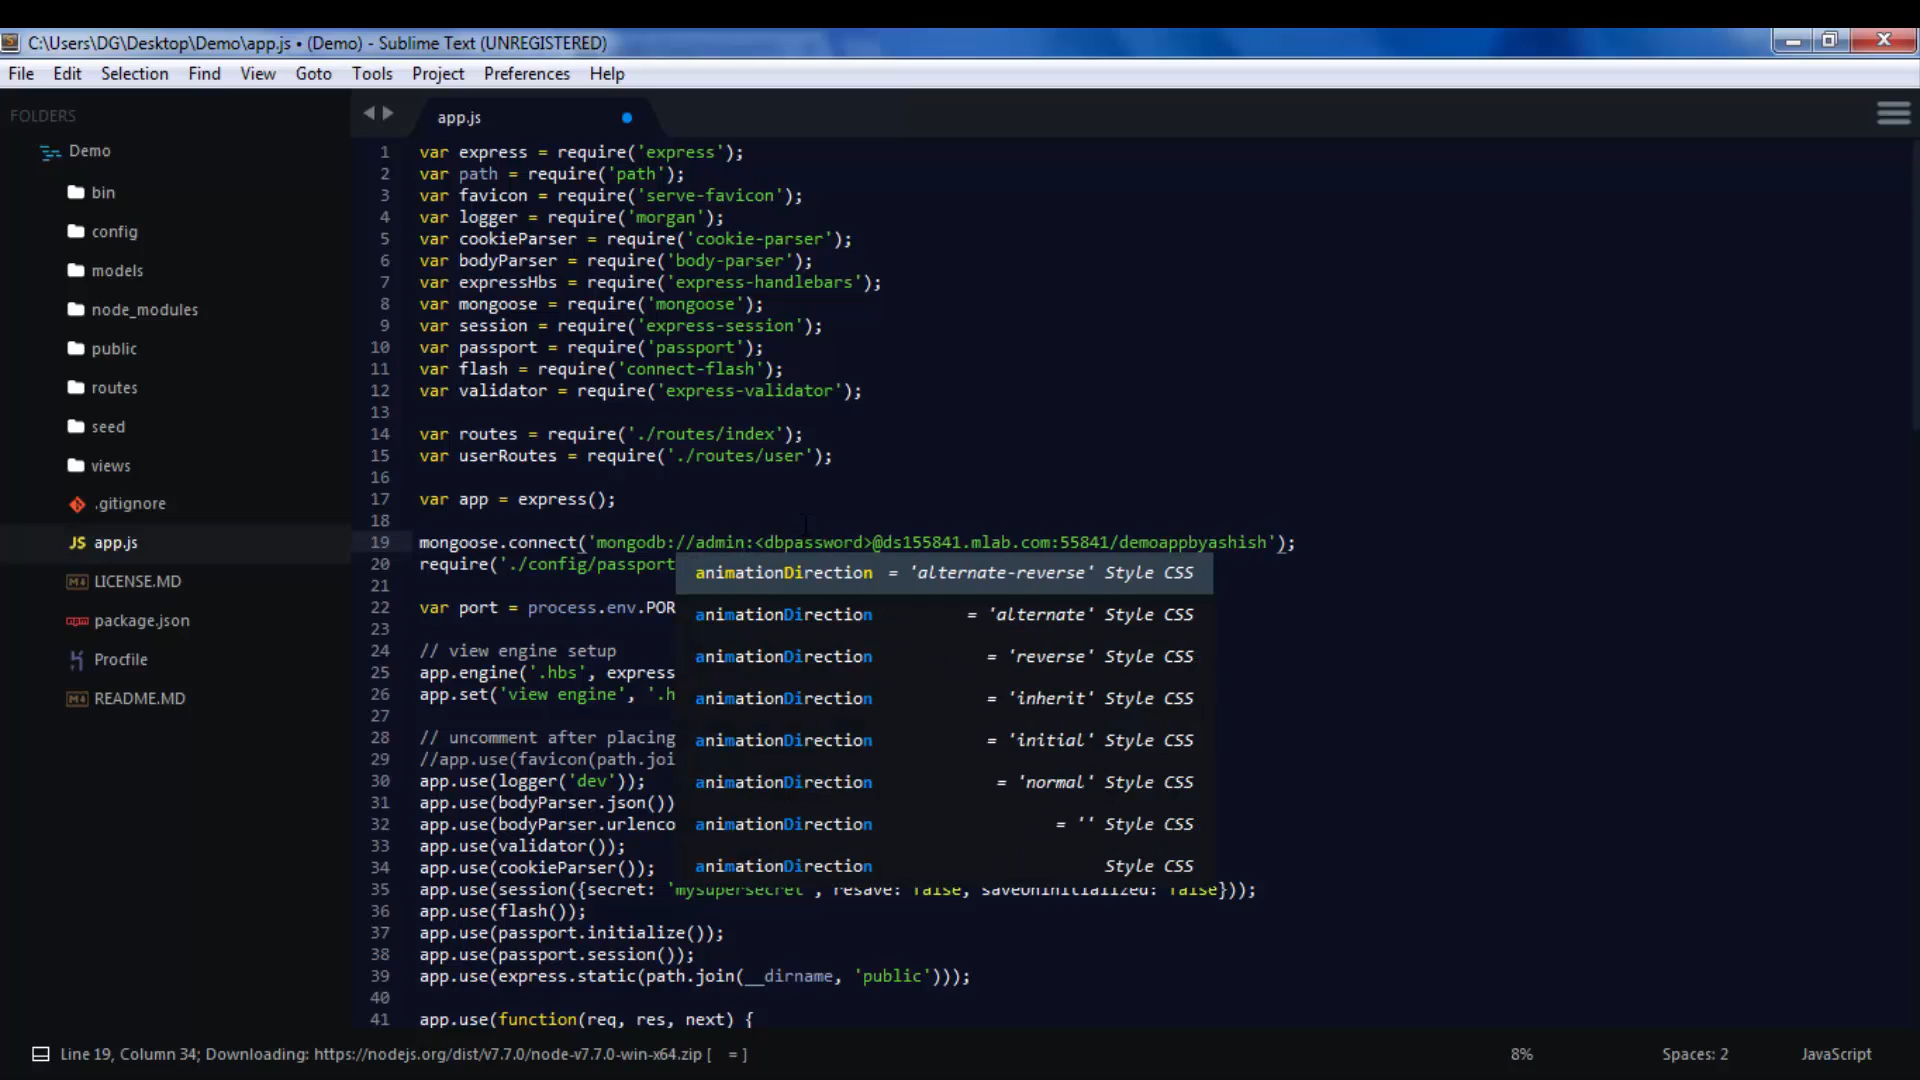 C:\Users\DG\Desktop\Demo\app.js • (Demo) - Sublime Text (UNREGISTERED)
File Edit Selection Find View Goto Tools Project Preferences Help
FOLDERS
Demo
bin
config
models
node_modules
public
routes
seed
views
.gitignore
JS app.js
LICENSE.MD
package.json
Procfile
README.MD
app.js
1 var express = require('express');
2 var path = require('path');
3 var favicon = require('serve-favicon');
4 var logger = require('morgan');
5 var cookieParser = require('cookie-parser');
6 var bodyParser = require('body-parser');
7 var expressHbs = require('express-handlebars');
8 var mongoose = require('mongoose');
9 var session = require('express-session');
10 var passport = require('passport');
11 var flash = require('connect-flash');
12 var validator = require('express-validator');
13
14 var routes = require('./routes/index');
15 var userRoutes = require('./routes/user');
16
17 var app = express();
18
19 mongoose.connect('mongodb://admin:<dbpassword>@ds155841.mlab.com:55841/demoappbyashish');
20 require('./config/passport
21
22 var port = process.env.POR
23
24 // view engine setup
25 app.engine('.hbs', express
26 app.set('view engine', '.h
27
28 // uncomment after placing
29 //app.use(favicon(path.joi
30 app.use(logger('dev'));
31 app.use(bodyParser.json())
32 app.use(bodyParser.urlenco
33 app.use(validator());
34 app.use(cookieParser());
35 app.use(session({secret: 'mysupersecret', resave: false, saveUninitialized: false}));
36 app.use(flash());
37 app.use(passport.initialize());
38 app.use(passport.session());
39 app.use(express.static(path.join(__dirname, 'public')));
40
41 app.use(function(req, res, next) {
animationDirection = 'alternate-reverse' Style CSS
animationDirection = 'alternate' Style CSS
animationDirection = 'reverse' Style CSS
animationDirection = 'inherit' Style CSS
animationDirection = 'initial' Style CSS
animationDirection = 'normal' Style CSS
animationDirection = '' Style CSS
animationDirection Style CSS
Line 19, Column 34; Downloading: https://nodejs.org/dist/v7.7.0/node-v7.7.0-win-x64.zip [ = ] 8% Spaces: 2 JavaScript